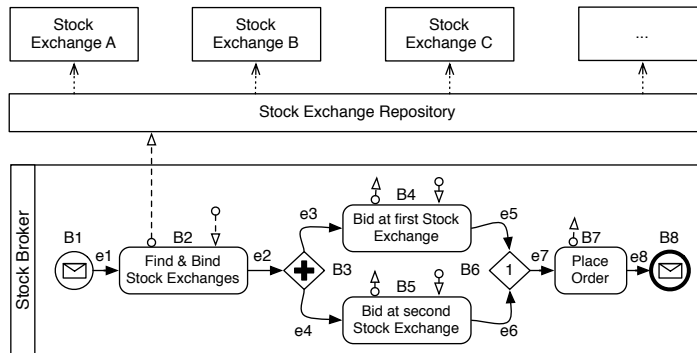 Stock
Exchange A
Stock
Exchange B
Stock
Exchange C
...
Stock Exchange Repository
Stock Broker
B1
e1
B2
Find & Bind
Stock Exchanges
e2
B3
e3
B4
Bid at first Stock
Exchange
e5
e4
B5
Bid at second
Stock Exchange
e6
B6
1
e7
B7
Place
Order
e8
B8